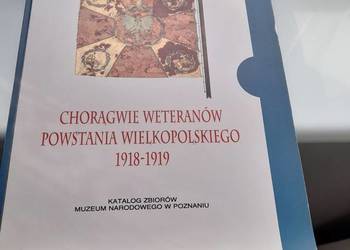 CHORĄGWIE WETERANÓW
POWSTANIA WIELKOPOLSKIEGO
1918-1919
KATALOG ZBIORÓW
MUZEUM NARODOWEGO W POZNANIU